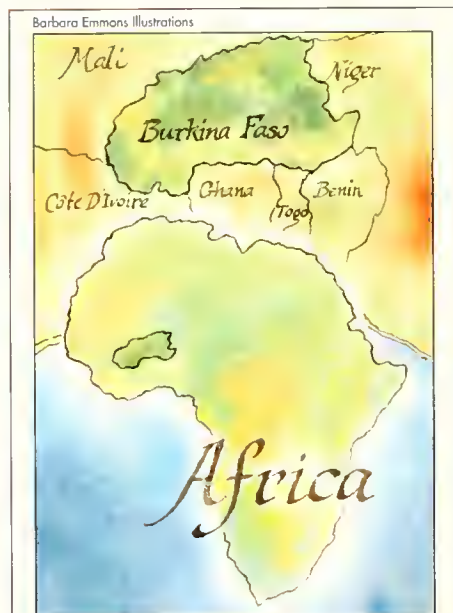 Barbara Emmons Illustrations
Mali
Niger
Burkina Faso
Côte D'Ivoire
Ghana
Togo
Benin
Africa